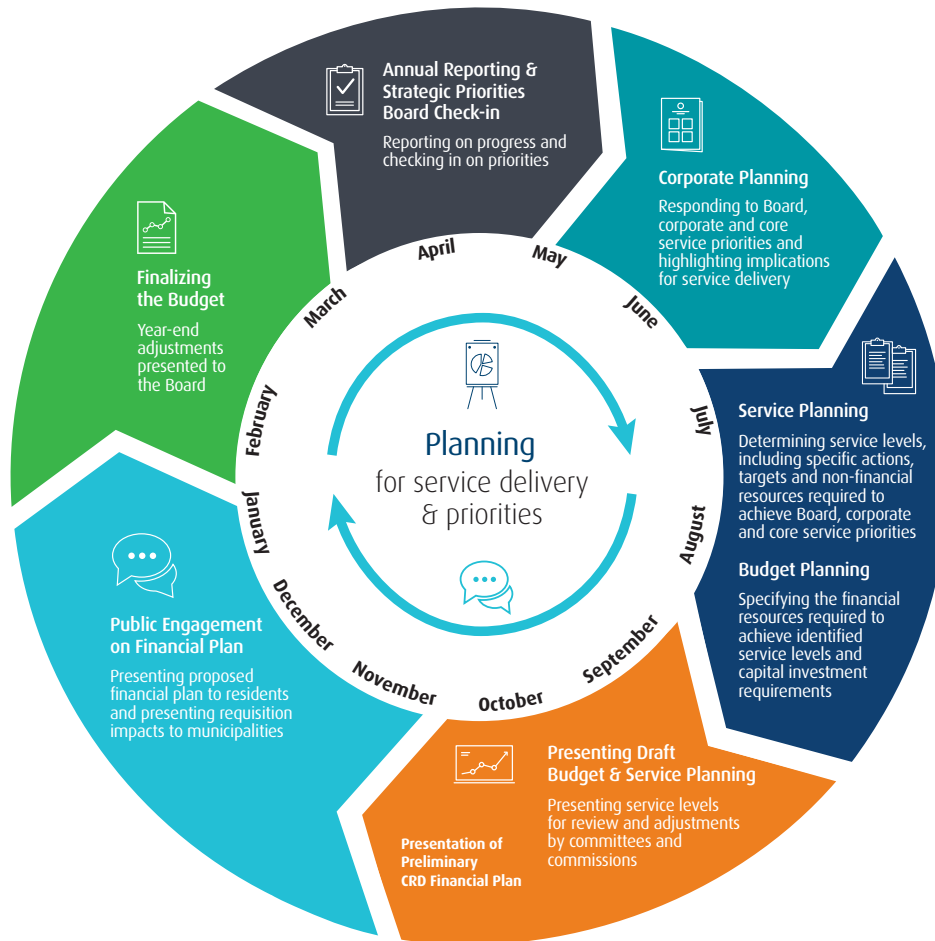 Annual Reporting &
Strategic Priorities
Board Check-in
Reporting on progress and
checking in on priorities
Corporate Planning
Responding to Board,
corporate and core
service priorities and
highlighting implications
for service delivery
Service Planning
Determining service levels,
including specific actions,
targets and non-financial
resources required to
achieve Board, corporate
and core service priorities
Budget Planning
Specifying the financial
resources required to
achieve identified
service levels and
capital investment
requirements
Presenting Draft
Budget & Service Planning
Presenting service levels
for review and adjustments
by committees and
commissions
Presentation of
Preliminary
CRD Financial Plan
Public Engagement
on Financial Plan
Presenting proposed
financial plan to residents
and presenting requisition
impacts to municipalities
Finalizing
the Budget
Year-end
adjustments
presented to
the Board
April
May
June
July
August
September
October
November
December
January
February
March
Planning
for service delivery
& priorities